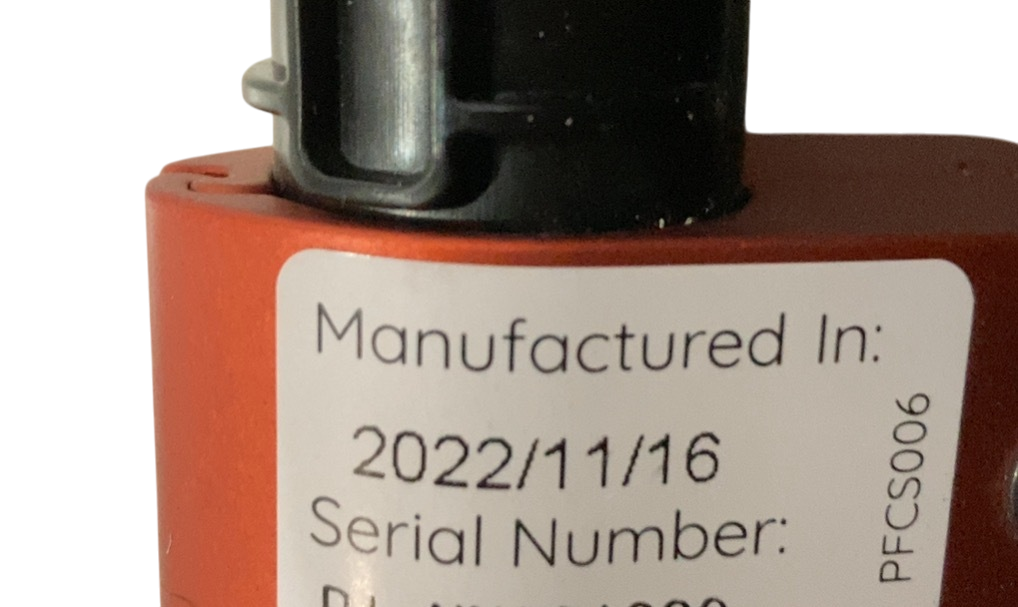 Manufactured In:
2022/11/16
Serial Number:
PFCS006